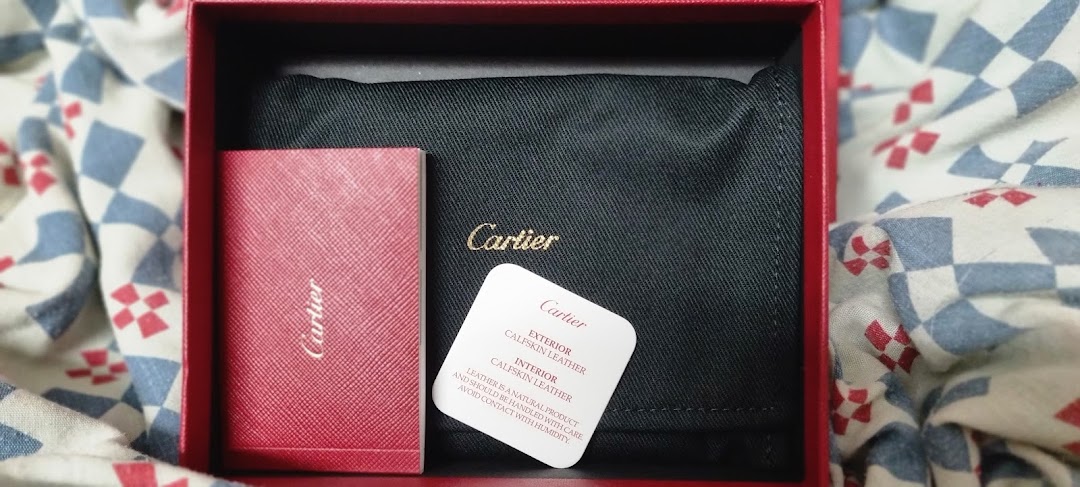 Cartier
Cartier
Cartier
EXTERIOR
CALFSKIN LEATHER
INTERIOR
CALFSKIN LEATHER
LEATHER IS A NATURAL PRODUCT
AND SHOULD BE HANDLED WITH CARE
AVOID CONTACT WITH HUMIDITY.